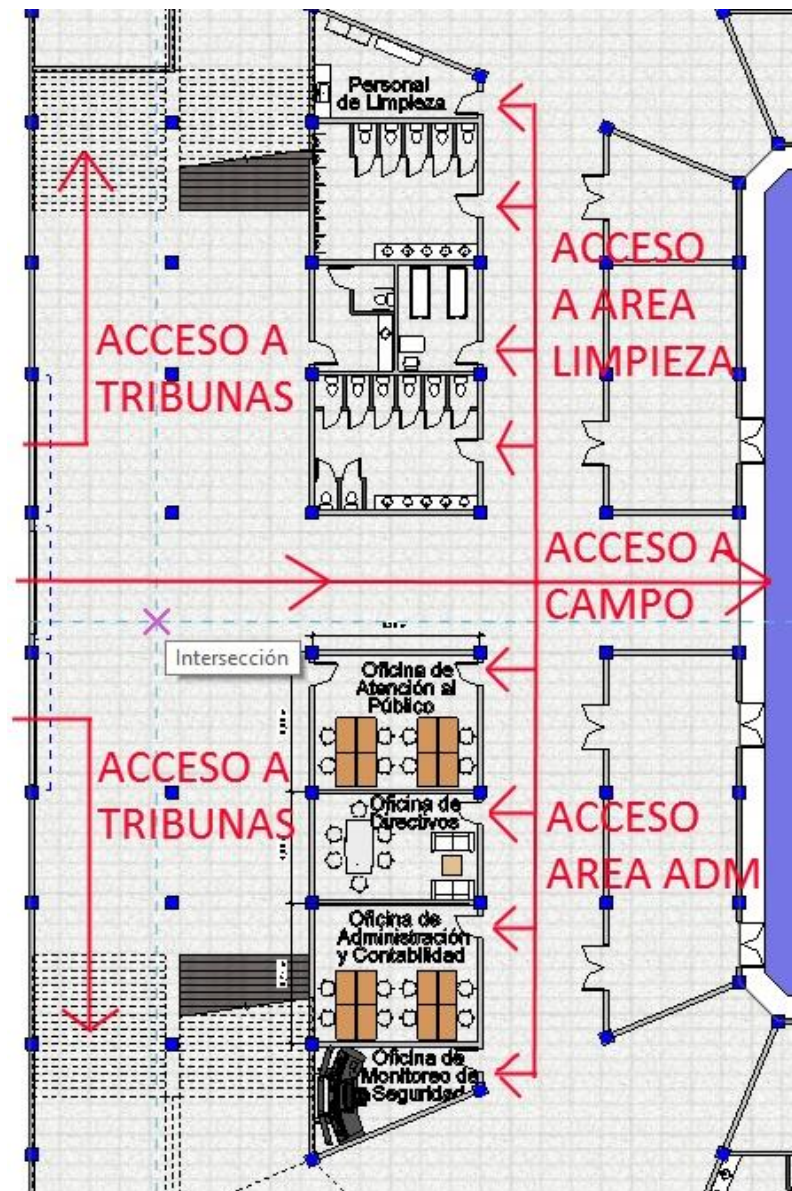 Personal
de Limpieza
ACCESO
A AREA
LIMPIEZA
ACCESO A
TRIBUNAS
ACCESO A
CAMPO
Intersección
Oficina de
Atención al
Público
ACCESO A
TRIBUNAS
Oficina de
Directivos
ACCESO
AREA ADM
Oficina de
Administración
y Contabilidad
Oficina de
Monitoreo de
Seguridad